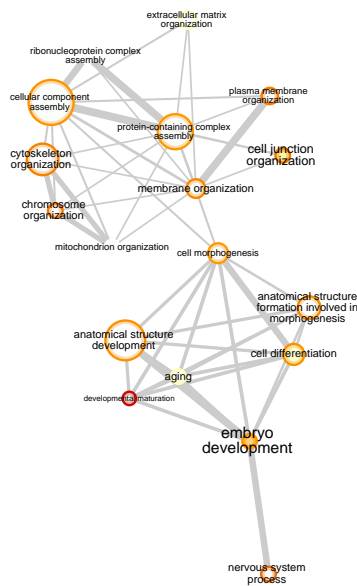 extracellular matrix
organization
ribonucleoprotein complex
assembly
cellular component
assembly
plasma membrane
organization
protein-containing complex
assembly
cell junction
organization
cytoskeleton
organization
membrane organization
chromosome
organization
mitochondrion organization
cell morphogenesis
anatomical structure
formation involved in
morphogenesis
anatomical structure
development
cell differentiation
aging
developmental maturation
embryo
development
nervous system
process